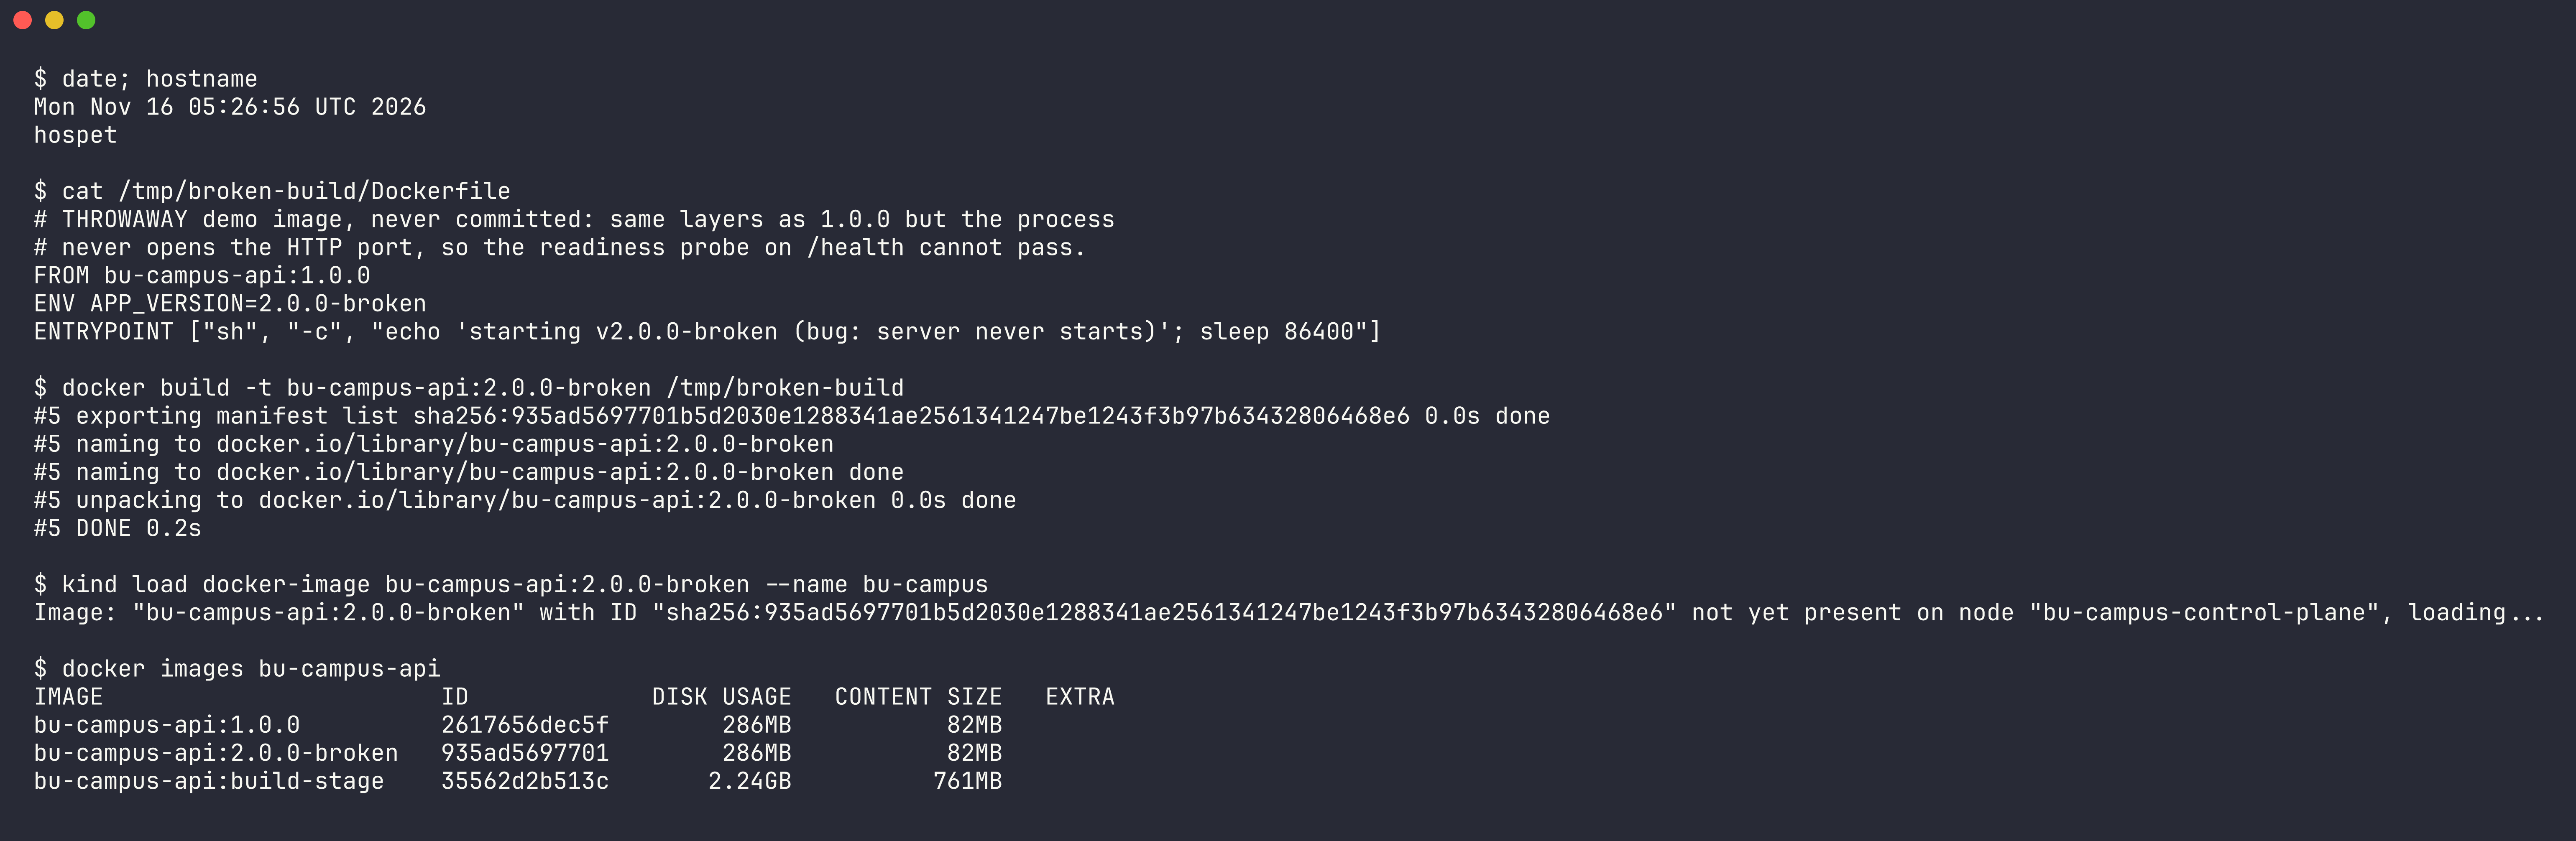 $ date; hostname
Mon Nov 16 05:26:56 UTC 2026
hospet
$ cat /tmp/broken-build/Dockerfile
# THROWAWAY demo image, never committed: same layers as 1.0.0 but the process
# never opens the HTTP port, so the readiness probe on /health cannot pass.
FROM bu-campus-api:1.0.0
ENV APP_VERSION=2.0.0-broken
ENTRYPOINT ["sh", "-c", "echo 'starting v2.0.0-broken (bug: server never starts)'; sleep 86400"]
$ docker build -t bu-campus-api:2.0.0-broken /tmp/broken-build
#5 exporting manifest list sha256:935ad5697701b5d2030e1288341ae2561341247be1243f3b97b63432806468e6 0.0s done
#5 naming to docker.io/library/bu-campus-api:2.0.0-broken
#5 naming to docker.io/library/bu-campus-api:2.0.0-broken done
#5 unpacking to docker.io/library/bu-campus-api:2.0.0-broken 0.0s done
#5 DONE 0.2s
$ kind load docker-image bu-campus-api:2.0.0-broken --name bu-campus
Image: "bu-campus-api:2.0.0-broken" with ID "sha256:935ad5697701b5d2030e1288341ae2561341247be1243f3b97b63432806468e6" not yet present on node "bu-campus-control-plane", loading...
$ docker images bu-campus-api
IMAGE                        ID             DISK USAGE   CONTENT SIZE   EXTRA
bu-campus-api:1.0.0          2617656dec5f        286MB           82MB
bu-campus-api:2.0.0-broken   935ad5697701        286MB           82MB
bu-campus-api:build-stage    35562d2b513c       2.24GB          761MB